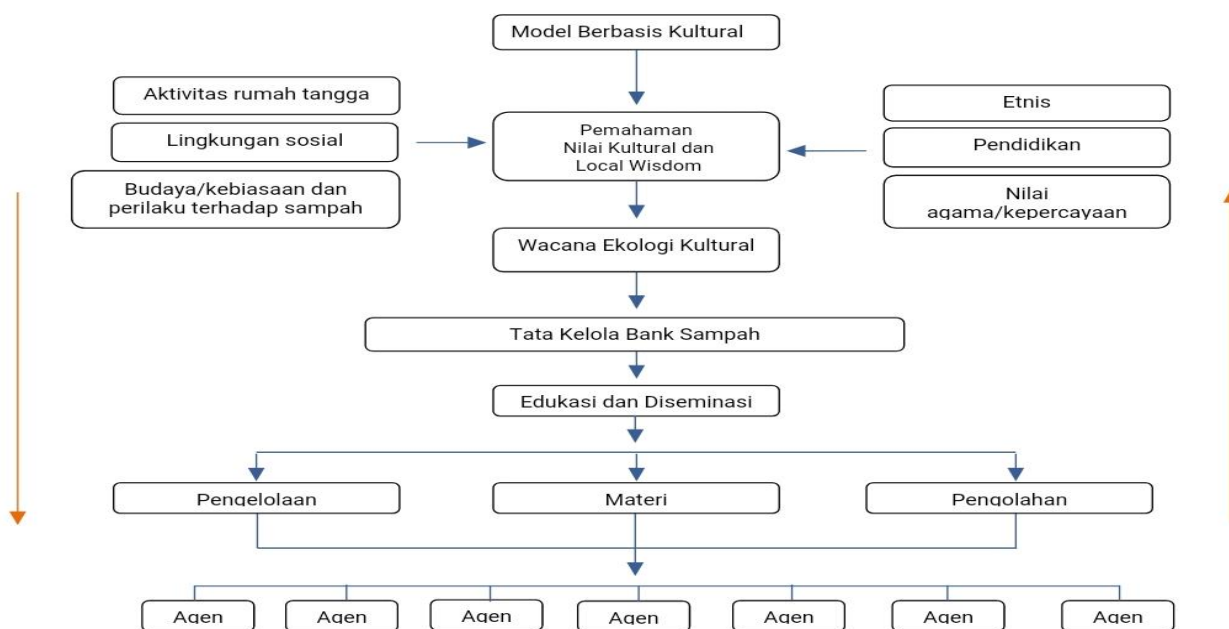 Model Berbasis Kultural
Aktivitas rumah tangga
Lingkungan sosial
Budaya/kebiasaan dan
perilaku terhadap sampah
Pemahaman
Nilai Kultural dan
Local Wisdom
Etnis
Pendidikan
Nilai
agama/kepercayaan
Wacana Ekologi Kultural
Tata Kelola Bank Sampah
Edukasi dan Diseminasi
Pengelolaan
Materi
Pengolahan
Agen
Agen
Agen
Agen
Agen
Agen
Agen